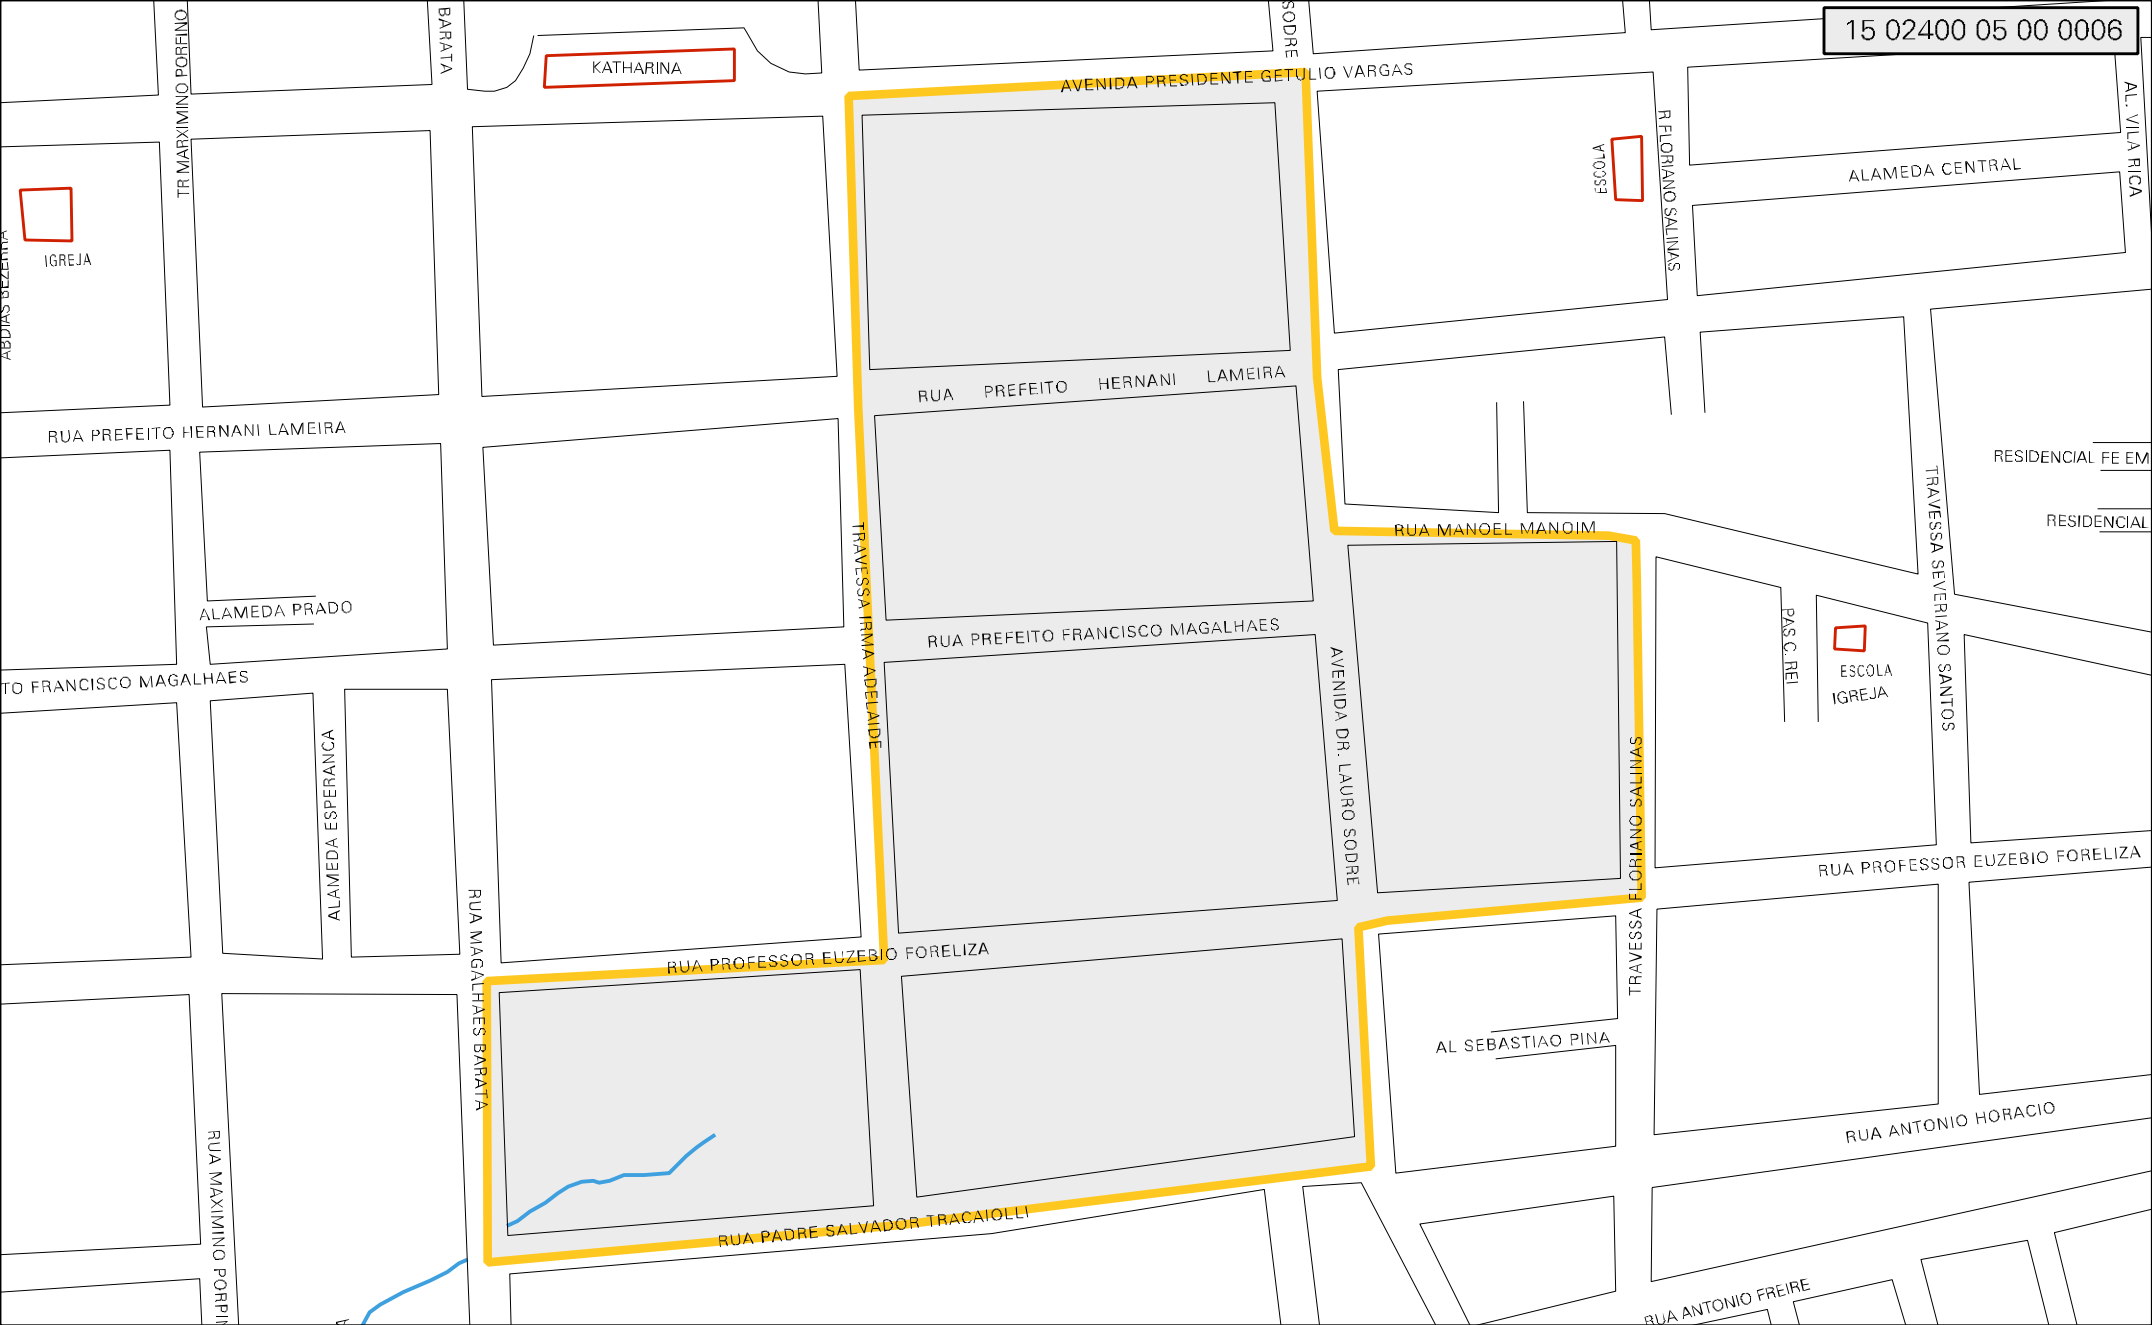 15 02400 05 00 0006
TR MARXIMINO PORFINO
BARATA
SODRE
KATHARINA
AVENIDA PRESIDENTE GETULIO VARGAS
AL. VILA RICA
R FLORIANO SALINAS
ESCOLA
ALAMEDA CENTRAL
IGREJA
ABDIAS BEZERRA
RUA PREFEITO HERNANI LAMEIRA
RUA PREFEITO HERNANI LAMEIRA
RESIDENCIAL FE EM
RESIDENCIAL
RUA MANOEL MANOIM
TRAVESSA SEVERIANO SANTOS
TRAVESSA IRMA ADELAIDE
ALAMEDA PRADO
RUA PREFEITO FRANCISCO MAGALHAES
PAS C. REI
ESCOLA
IGREJA
TO FRANCISCO MAGALHAES
AVENIDA DR. LAURO SODRE
ALAMEDA ESPERANCA
TRAVESSA FLORIANO SALINAS
RUA PROFESSOR EUZEBIO FORELIZA
RUA MAGALHAES BARATA
RUA PROFESSOR EUZEBIO FORELIZA
AL SEBASTIAO PINA
RUA ANTONIO HORACIO
RUA MAXIMINO PORPIN
RUA PADRE SALVADOR TRACAIOLLI
RUA ANTONIO FREIRE